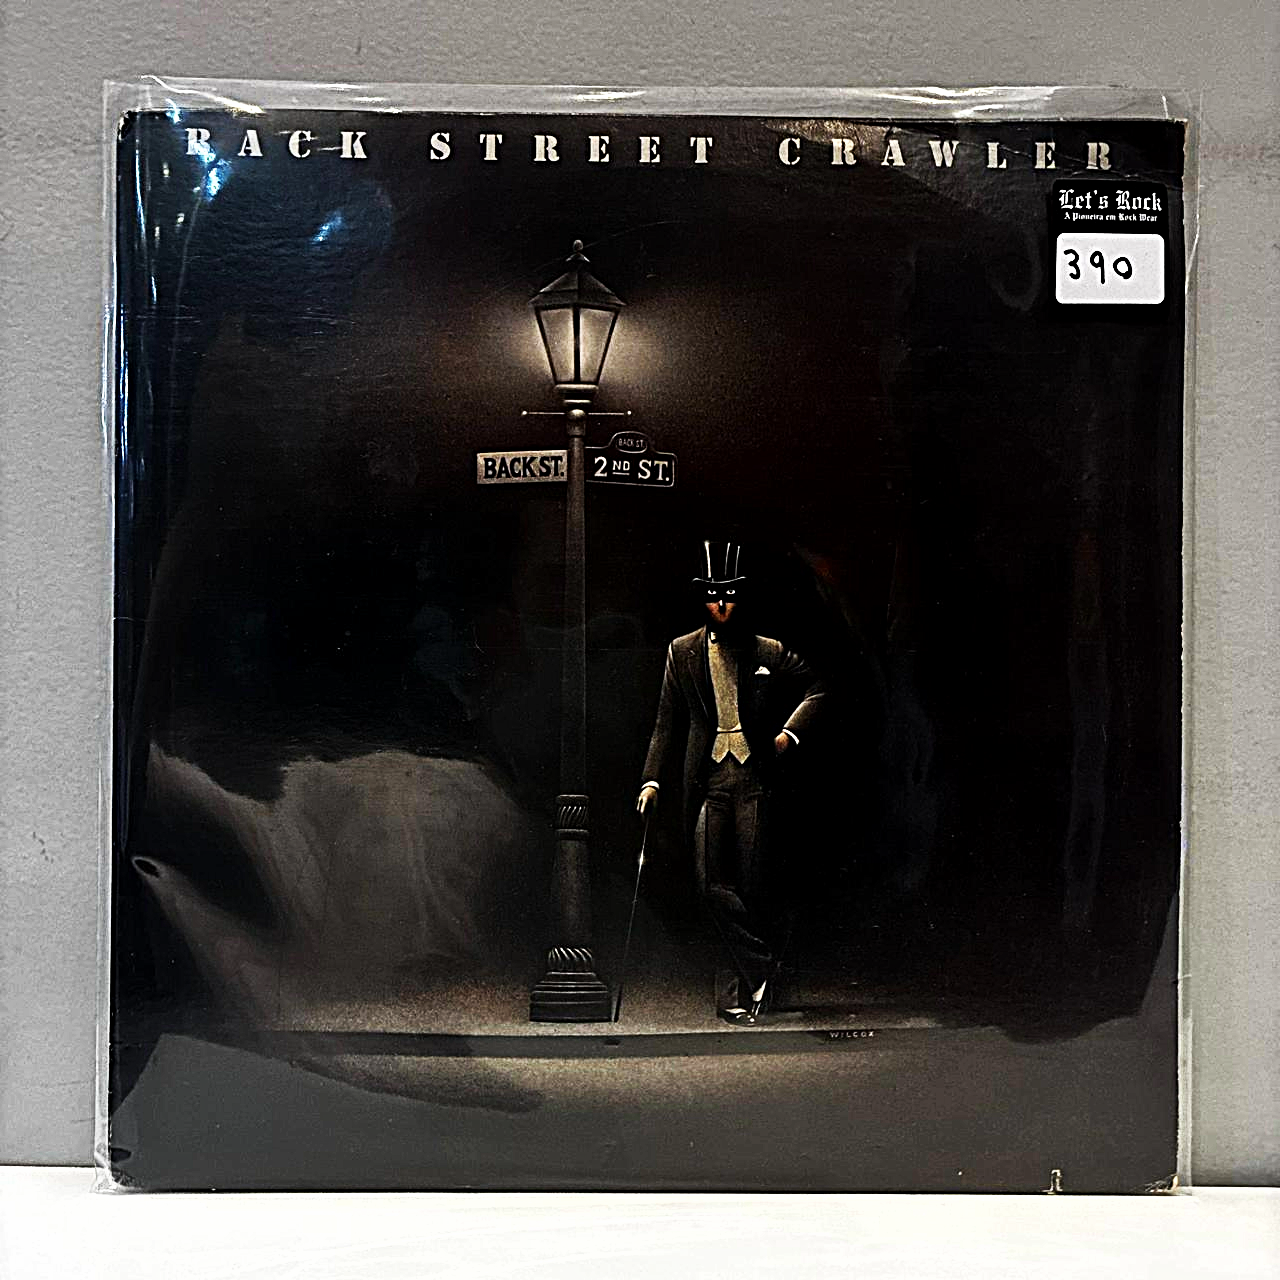 BACK STREET CRAWLER
Let's Rock
A Pioneira em Rock Wear
390
BACK ST.
BACK ST.
2ND ST.
WILCOX